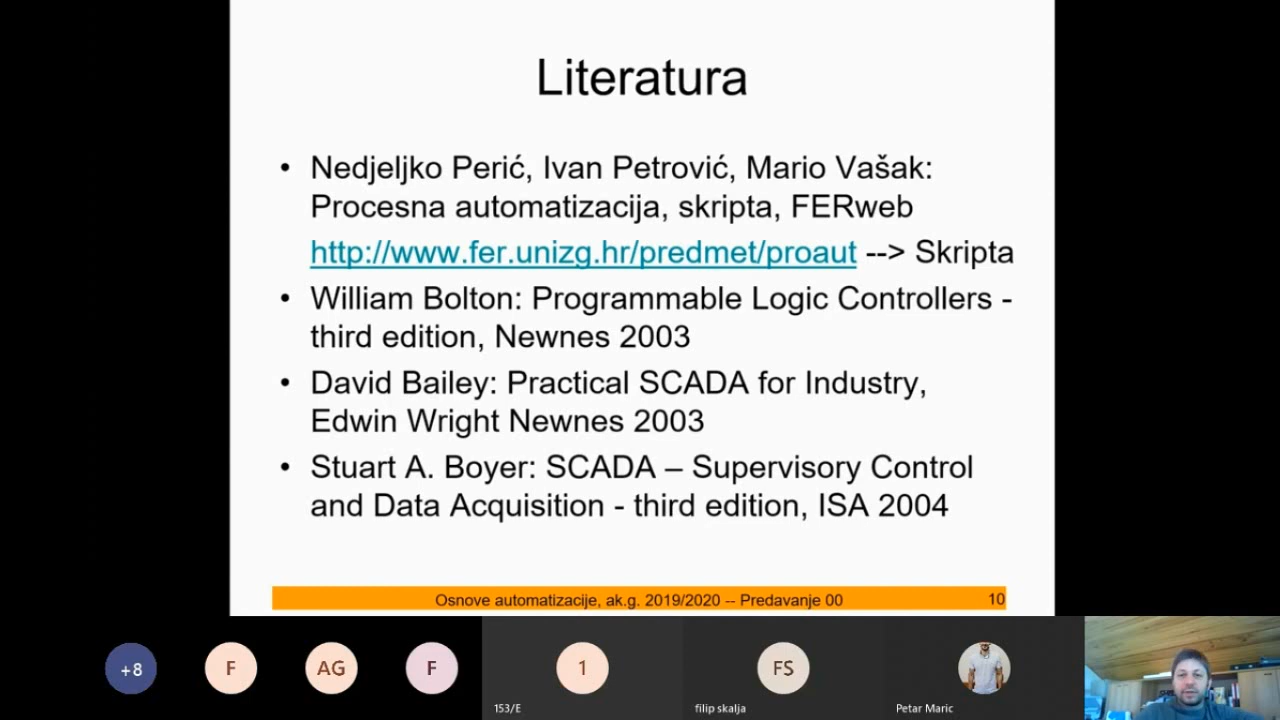 Literatura
• Nedjeljko Perić, Ivan Petrović, Mario Vašak:
Procesna automatizacija, skripta, FERweb
http://www.fer.unizg.hr/predmet/proaut --> Skripta
• William Bolton: Programmable Logic Controllers -
third edition, Newnes 2003
• David Bailey: Practical SCADA for Industry,
Edwin Wright Newnes 2003
• Stuart A. Boyer: SCADA – Supervisory Control
and Data Acquisition - third edition, ISA 2004
Osnove automatizacije, ak.g. 2019/2020 -- Predavanje 00 10
+8 F AG F 1 FS
153/E filip skalja Petar Maric